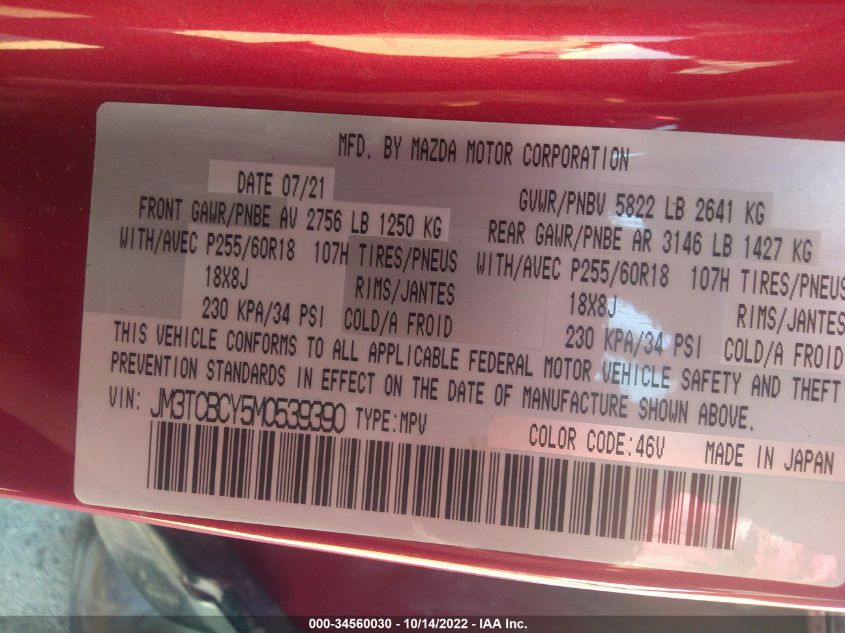 MFD. BY MAZDA MOTOR CORPORATION
DATE 07/21
GVWR/PNBV 5822 LB 2641 KG
FRONT GAWR/PNBE AV 2756 LB 1250 KG
REAR GAWR/PNBE AR 3146 LB 1427 KG
WITH/AVEC P255/60R18 107H TIRES/PNEUS
WITH/AVEC P255/60R18 107H TIRES/PNEUS
18X8J RIMS/JANTES
18X8J RIMS/JANTES
230 KPA/34 PSI COLD/A FROID
230 KPA/34 PSI COLD/A FROID
THIS VEHICLE CONFORMS TO ALL APPLICABLE FEDERAL MOTOR VEHICLE SAFETY AND THEFT
PREVENTION STANDARDS IN EFFECT ON THE DATE OF MANUFACTURE SHOWN ABOVE.
VIN: JM3TCBCY5M0539390 TYPE:MPV
COLOR CODE:46V MADE IN JAPAN
000-34560030 - 10/14/2022 - IAA Inc.